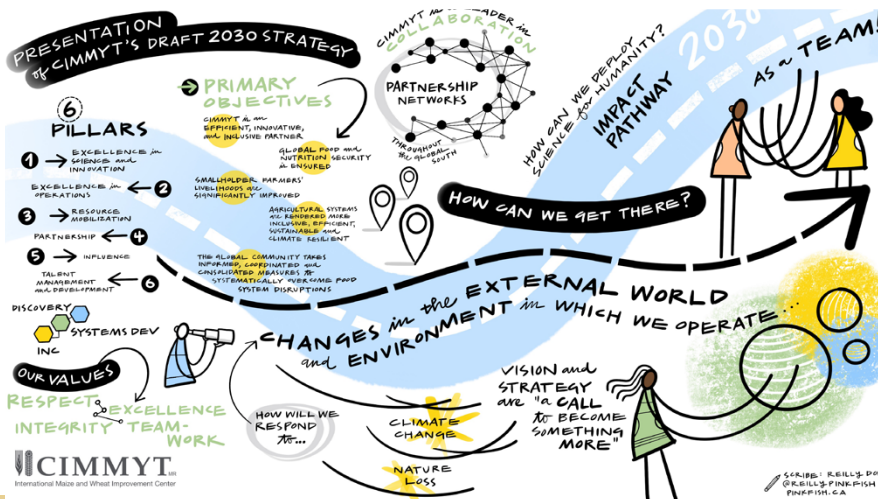 PRESENTATION
of CIMMYT'S DRAFT 2030 STRATEGY
6
PILLARS
1 → EXCELLENCE in
SCIENCE and
INNOVATION
EXCELLENCE in
OPERATIONS ← 2
3 → RESOURCE
MOBILIZATION
PARTNERSHIP ← 4
5 → INFLUENCE
TALENT
MANAGEMENT
and DEVELOPMENT ← 6
DISCOVERY
SYSTEMS DEV
INC
OUR VALUES
RESPECT
INTEGRITY
EXCELLENCE
TEAM-
WORK
CIMMYT MR
International Maize and Wheat Improvement Center
PRIMARY
OBJECTIVES
CIMMYT is an
EFFICIENT, INNOVATIVE,
and INCLUSIVE PARTNER
GLOBAL FOOD and
NUTRITION SECURITY
is ENSURED
SMALLHOLDER FARMERS'
LIVELIHOODS are
SIGNIFICANTLY IMPROVED
AGRICULTURAL SYSTEMS
are RENDERED MORE
INCLUSIVE, EFFICIENT,
SUSTAINABLE and
CLIMATE RESILIENT
THE GLOBAL COMMUNITY TAKES
INFORMED, COORDINATED and
CONSOLIDATED MEASURES to
SYSTEMATICALLY OVERCOME FOOD
SYSTEM DISRUPTIONS
CIMMYT is a LEADER in
COLLABORATION
PARTNERSHIP
NETWORKS
THROUGHOUT
the GLOBAL
SOUTH
HOW CAN WE DEPLOY
SCIENCE for HUMANITY?
IMPACT
PATHWAY
2030
AS a TEAM!
HOW CAN WE GET THERE?
CHANGES in the EXTERNAL WORLD
and ENVIRONMENT in WHICH WE OPERATE...
HOW WILL WE
RESPOND
to...
CLIMATE
CHANGE
NATURE
LOSS
VISION and
STRATEGY
are "a CALL
to BECOME
SOMETHING
MORE"
SCRIBE: REILLY DO
@REILLYPINKFISH
PINKFISH.CA